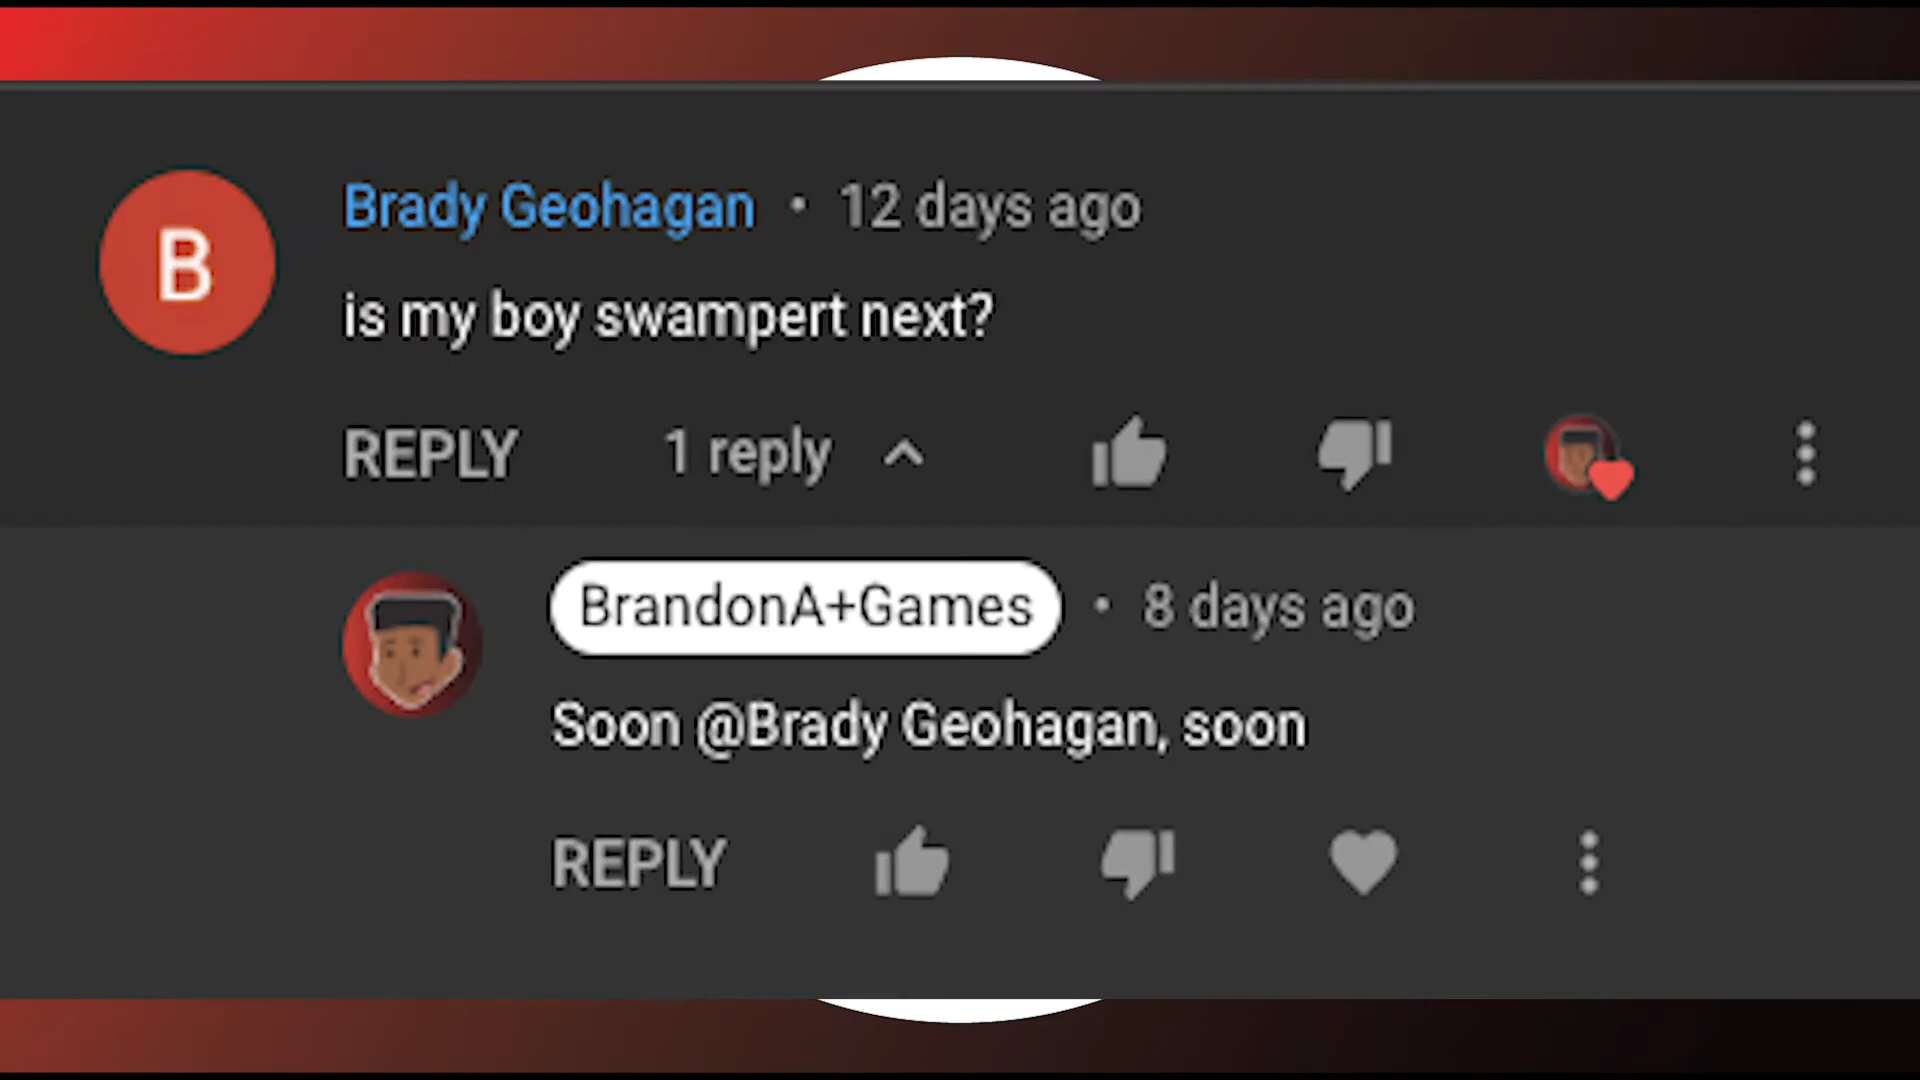 B
Brady Geohagan • 12 days ago
is my boy swampert next?
REPLY 1 reply
BrandonA+Games • 8 days ago
Soon @Brady Geohagan, soon
REPLY